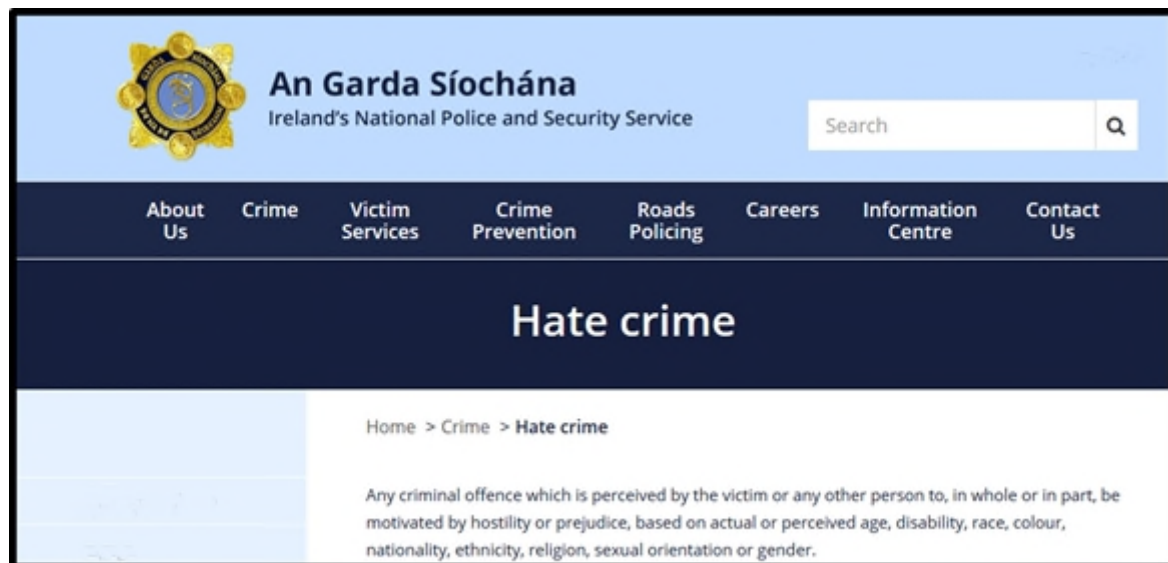 An Garda Síochána
Ireland's National Police and Security Service
Search
About Us
Crime
Victim Services
Crime Prevention
Roads Policing
Careers
Information Centre
Contact Us
Hate crime
Home > Crime > Hate crime
Any criminal offence which is perceived by the victim or any other person to, in whole or in part, be
motivated by hostility or prejudice, based on actual or perceived age, disability, race, colour,
nationality, ethnicity, religion, sexual orientation or gender.